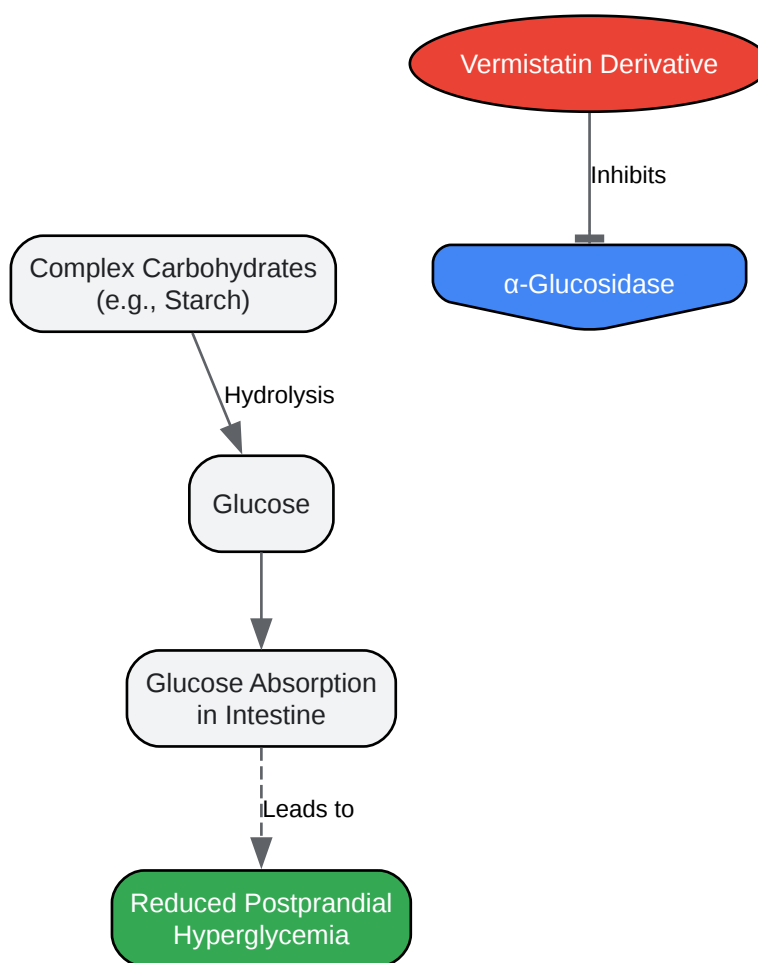 Vermistatin Derivative
Inhibits
α-Glucosidase
Complex Carbohydrates
(e.g., Starch)
Hydrolysis
Glucose
Glucose Absorption
in Intestine
Leads to
Reduced Postprandial
Hyperglycemia